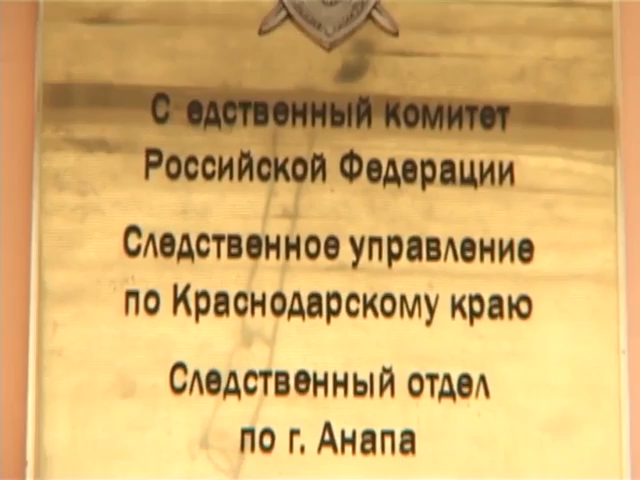 С едственный комитет
Российской Федерации
Следственное управление
по Краснодарскому краю
Следственный отдел
по г. Анапа